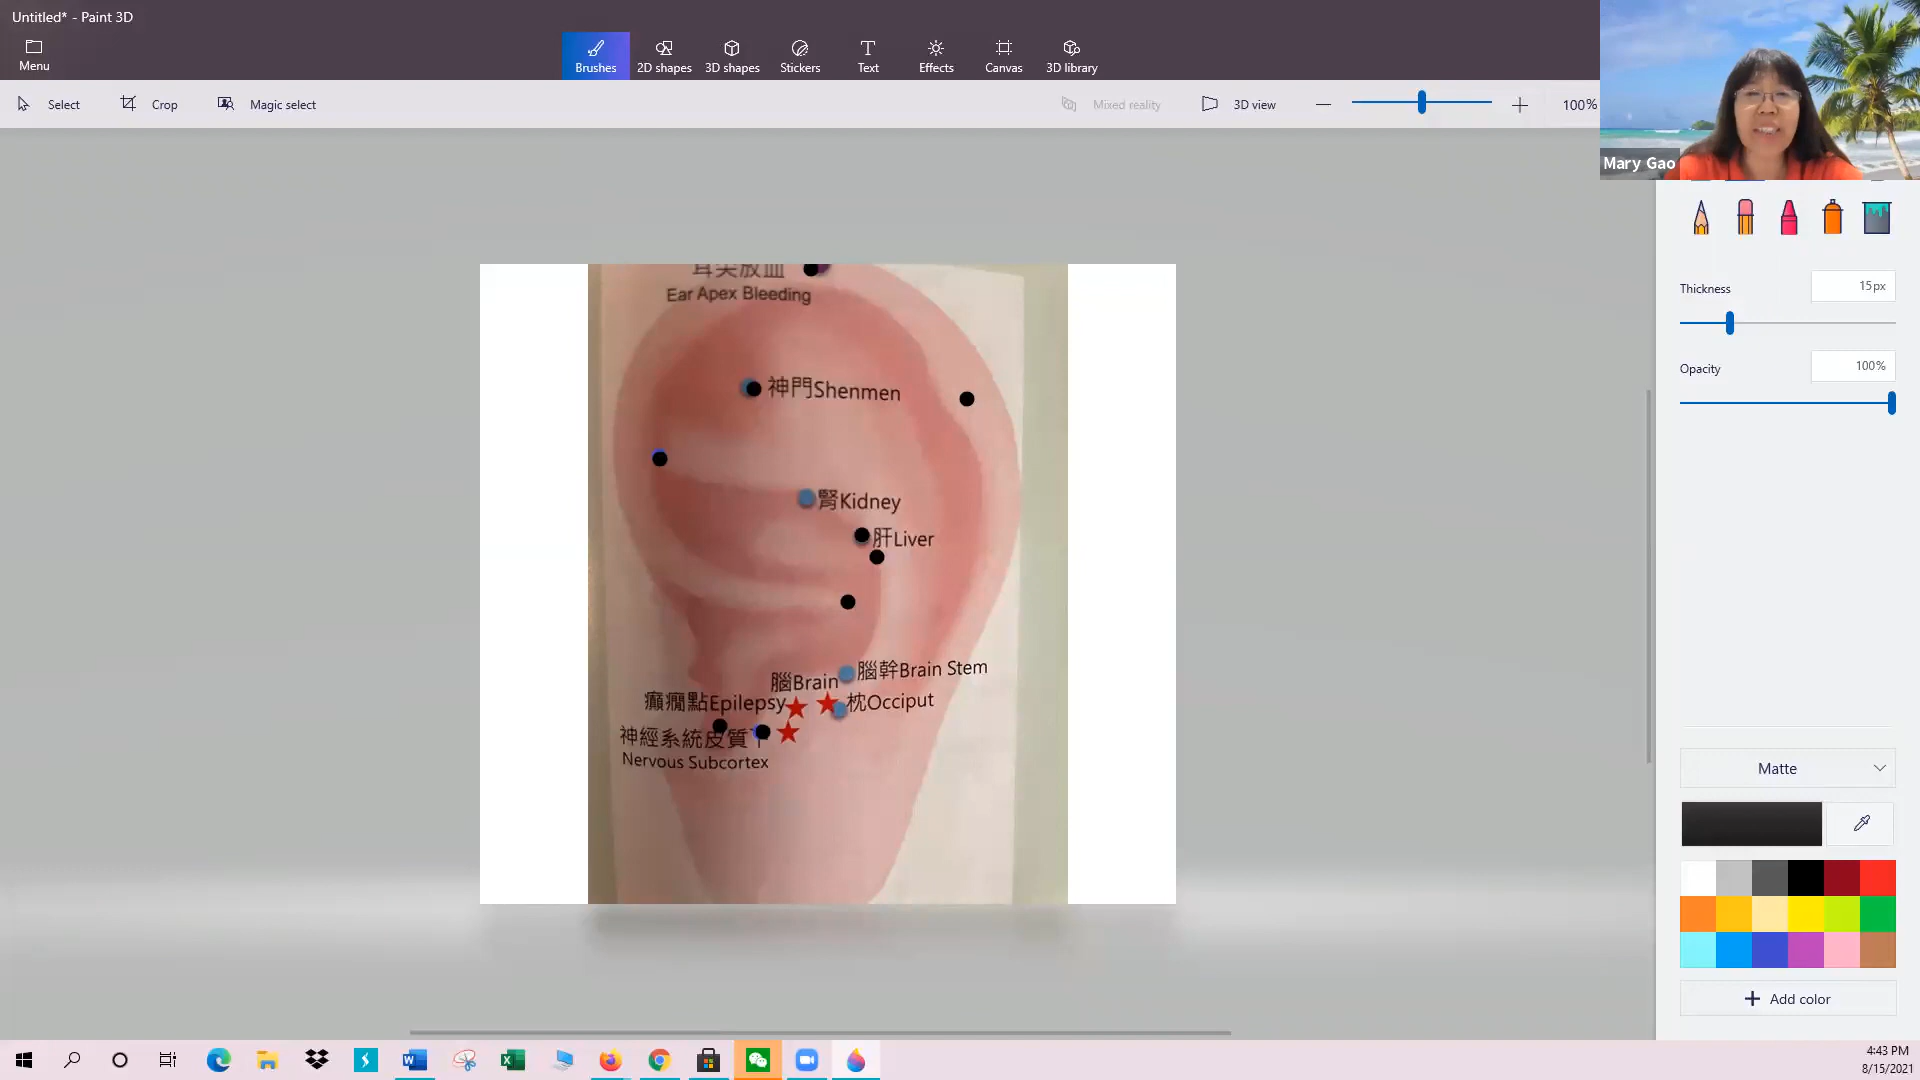 Untitled* - Paint 3D
Menu
Brushes
2D shapes
3D shapes
Stickers
Text
Effects
Canvas
3D library
Select
Crop
Magic select
Mixed reality
3D view
100%
Mary Gao
Thickness
15px
Opacity
100%
耳尖放血
Ear Apex Bleeding
神門Shenmen
腎Kidney
肝Liver
腦幹Brain Stem
腦Brain
枕Occiput
癲癇點Epilepsy
神經系統皮質下
Nervous Subcortex
Matte
Add color
4:43 PM
8/15/2021